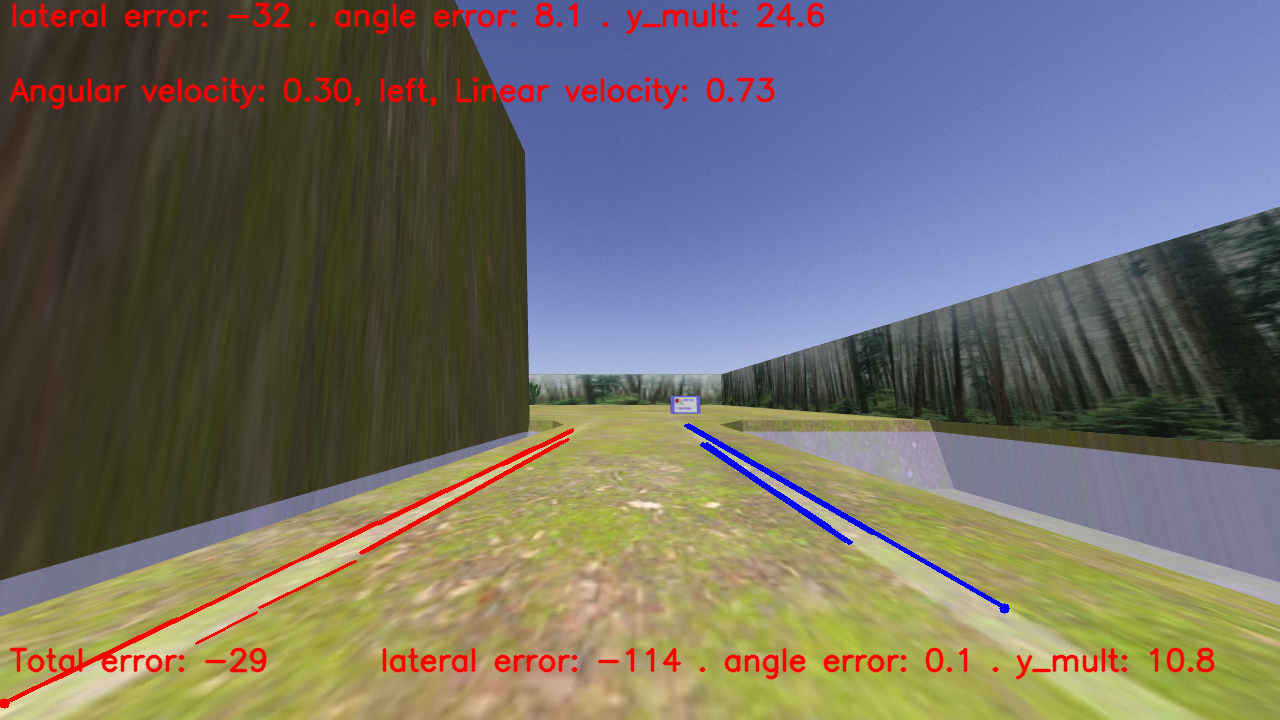 lateral error: −32 . angle error: 8.1 . y_mult: 24.6
Angular velocity: 0.30, left, Linear velocity: 0.73
Total error: −29
lateral error: −114 . angle error: 0.1 . y_mult: 10.8